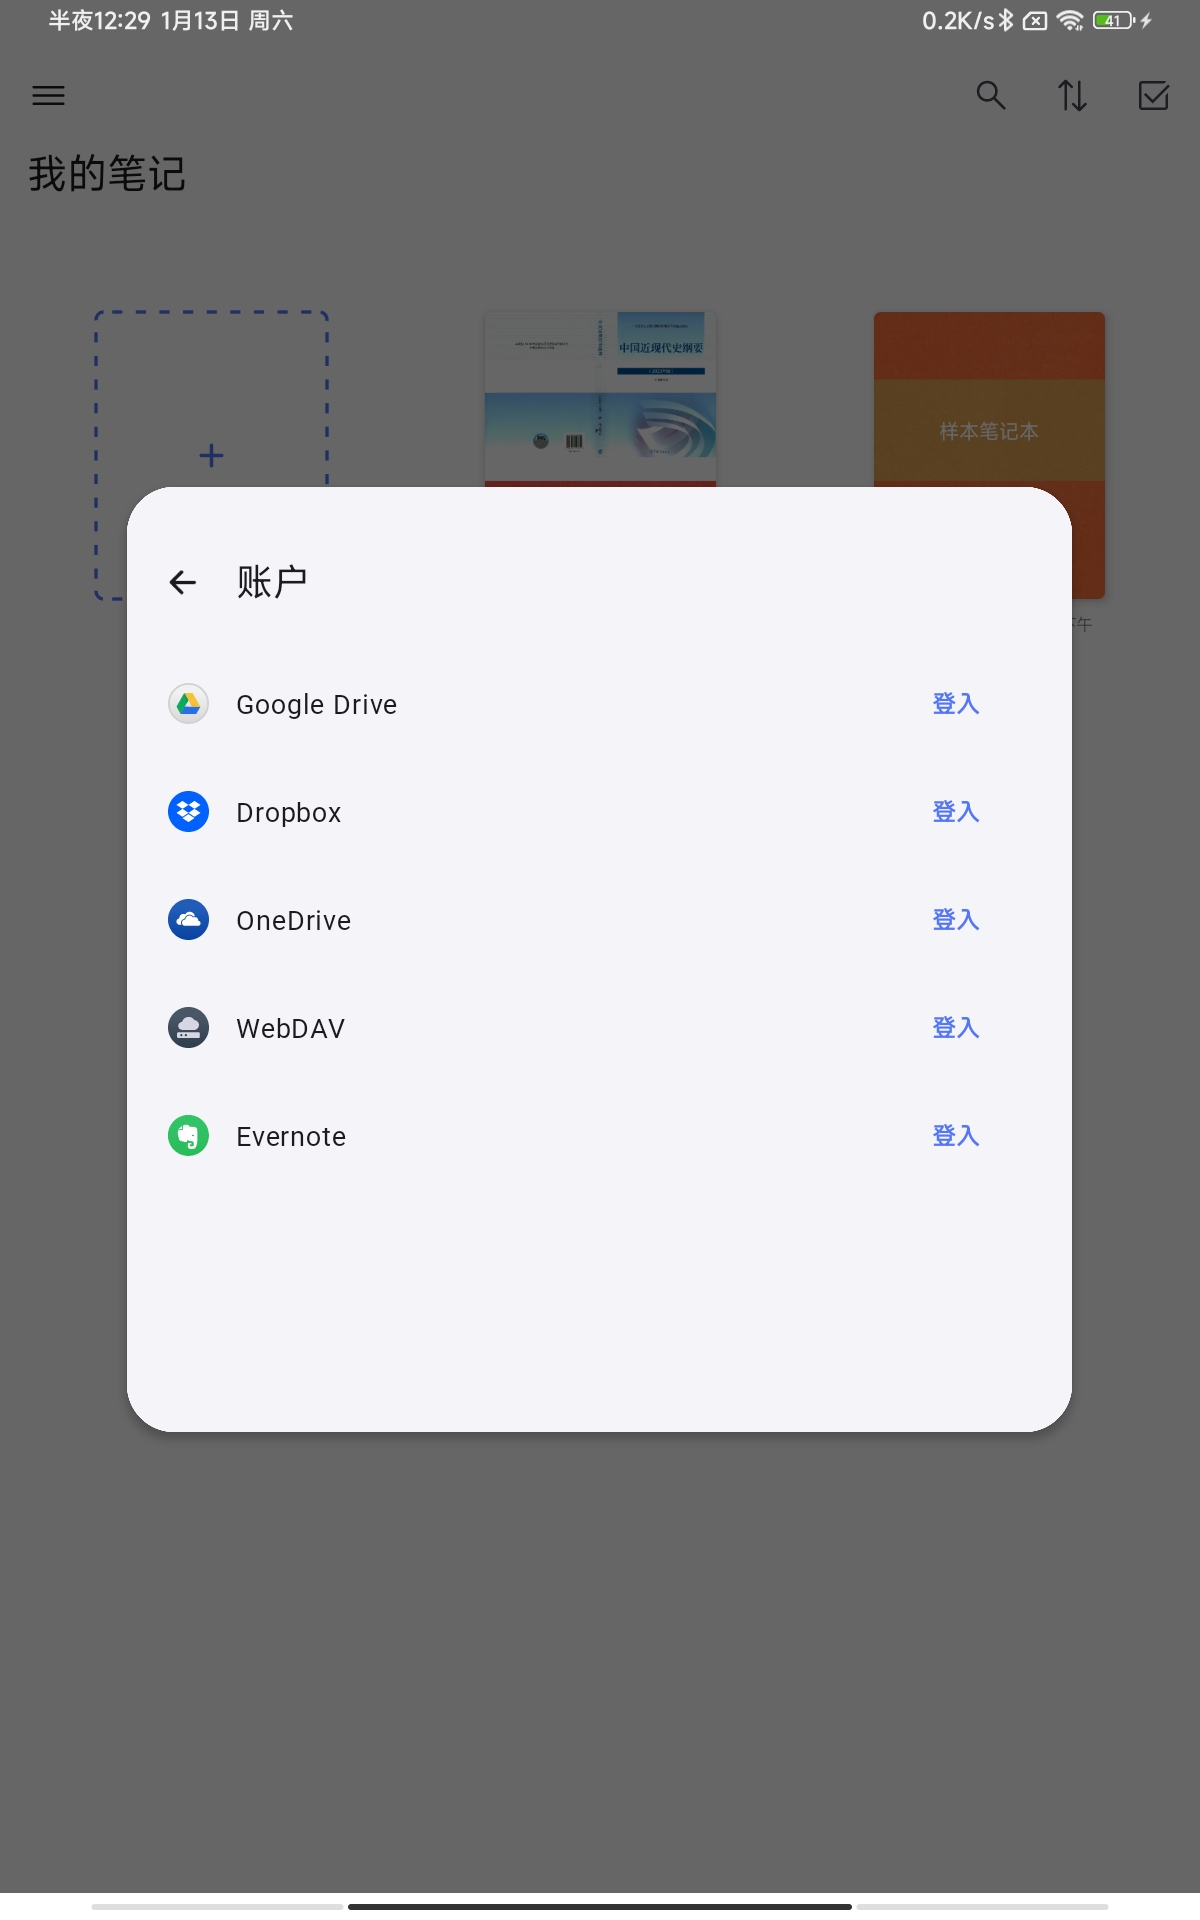 半夜12:29 1月13日 周六
0.2K/s
41
我的笔记
中国近现代史纲要
样本笔记本
午
账户
Google Drive 登入
Dropbox 登入
OneDrive 登入
WebDAV 登入
Evernote 登入